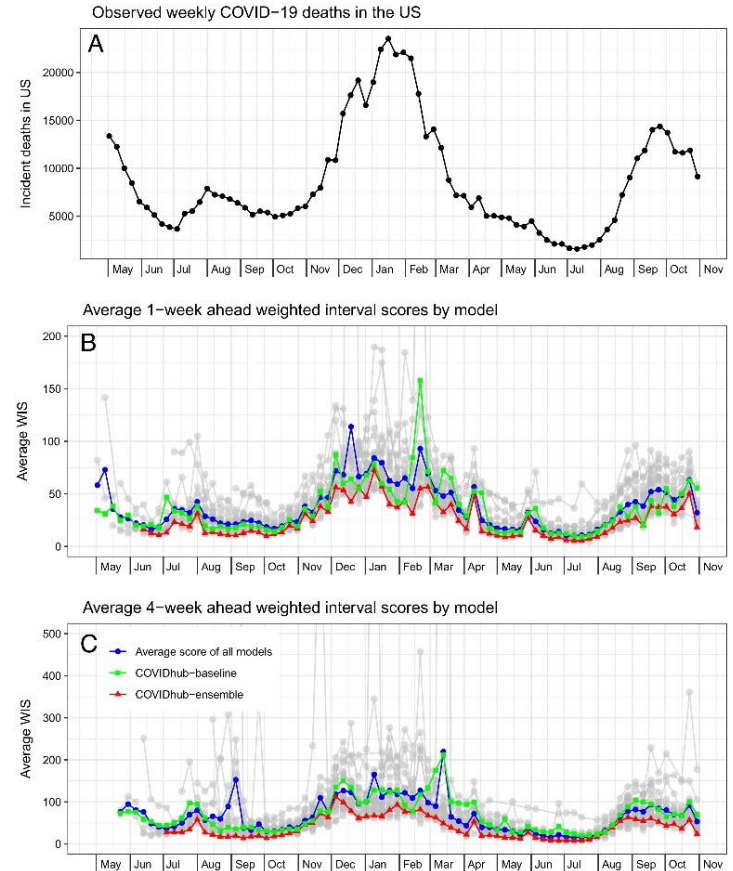 Observed weekly COVID−19 deaths in the US
A
Incident deaths in US
20000
15000
10000
5000
May Jun Jul Aug Sep Oct Nov Dec Jan Feb Mar Apr May Jun Jul Aug Sep Oct Nov
Average 1−week ahead weighted interval scores by model
B
Average WIS
200
150
100
50
0
May Jun Jul Aug Sep Oct Nov Dec Jan Feb Mar Apr May Jun Jul Aug Sep Oct Nov
Average 4−week ahead weighted interval scores by model
C
Average WIS
500
400
300
200
100
0
Average score of all models
COVIDhub−baseline
COVIDhub−ensemble
May Jun Jul Aug Sep Oct Nov Dec Jan Feb Mar Apr May Jun Jul Aug Sep Oct Nov